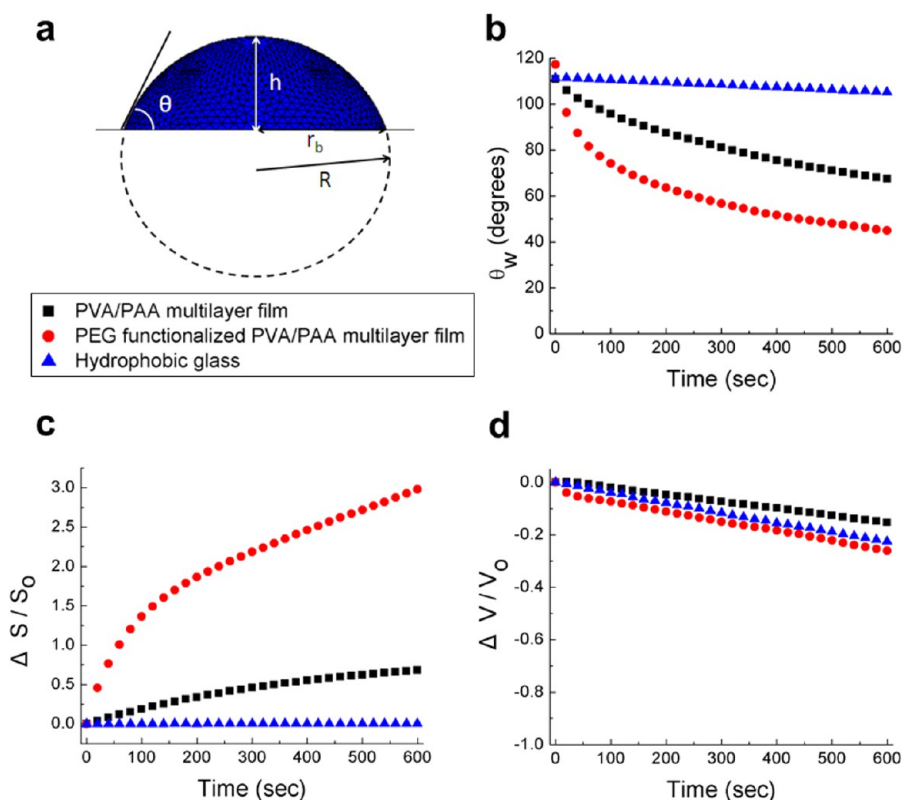 a
θ
h
r_b
R
PVA/PAA multilayer film
PEG functionalized PVA/PAA multilayer film
Hydrophobic glass
b
120
100
80
60
40
20
0
θ_w (degrees)
0 100 200 300 400 500 600
Time (sec)
c
3.0
2.5
2.0
1.5
1.0
0.5
0.0
Δ S / S_o
0 100 200 300 400 500 600
Time (sec)
d
0.0
-0.2
-0.4
-0.6
-0.8
-1.0
Δ V / V_o
0 100 200 300 400 500 600
Time (sec)